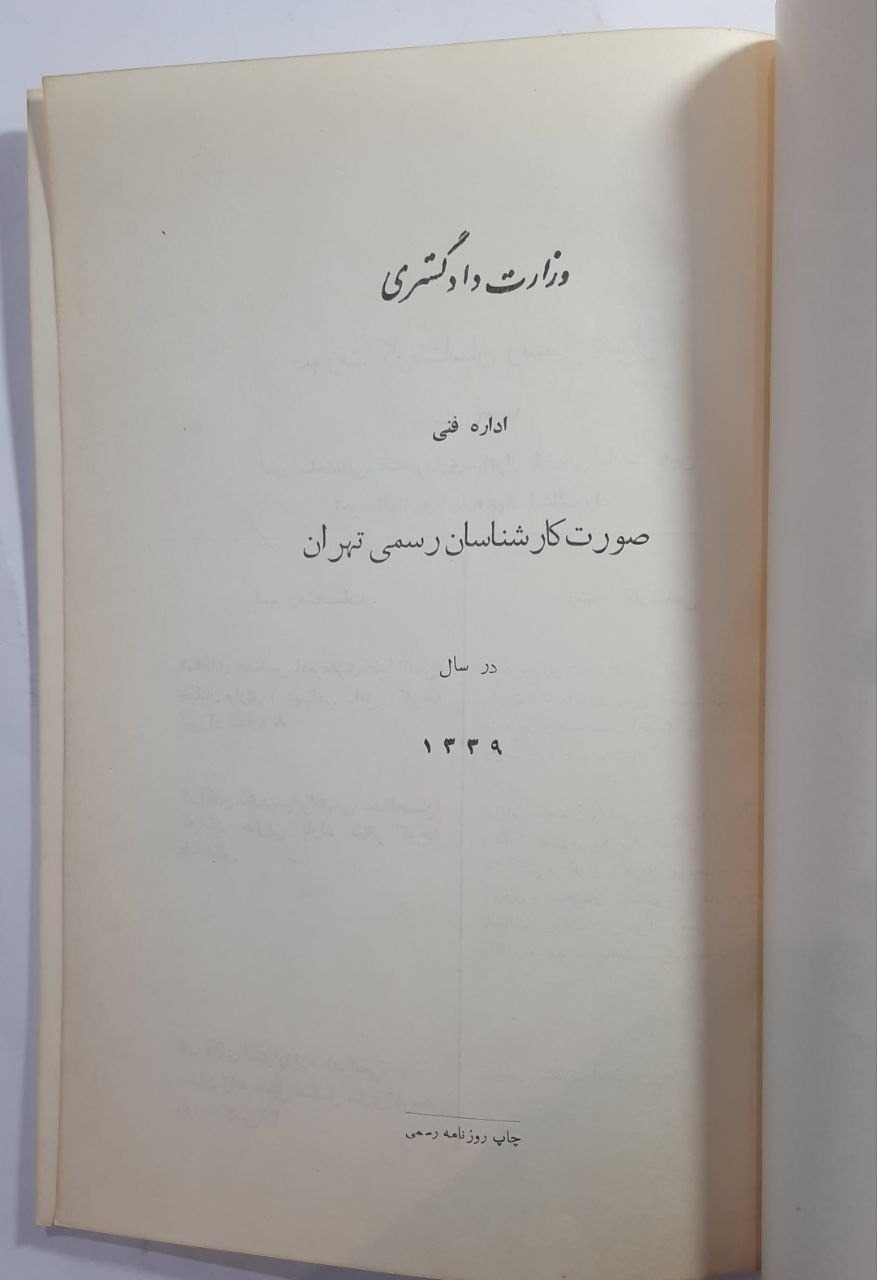 وزارت دادگستری
اداره فنی
صورت کارشناسان رسمی تهران
در سال
۱۳۳۹
چاپ روزنامه رسمی